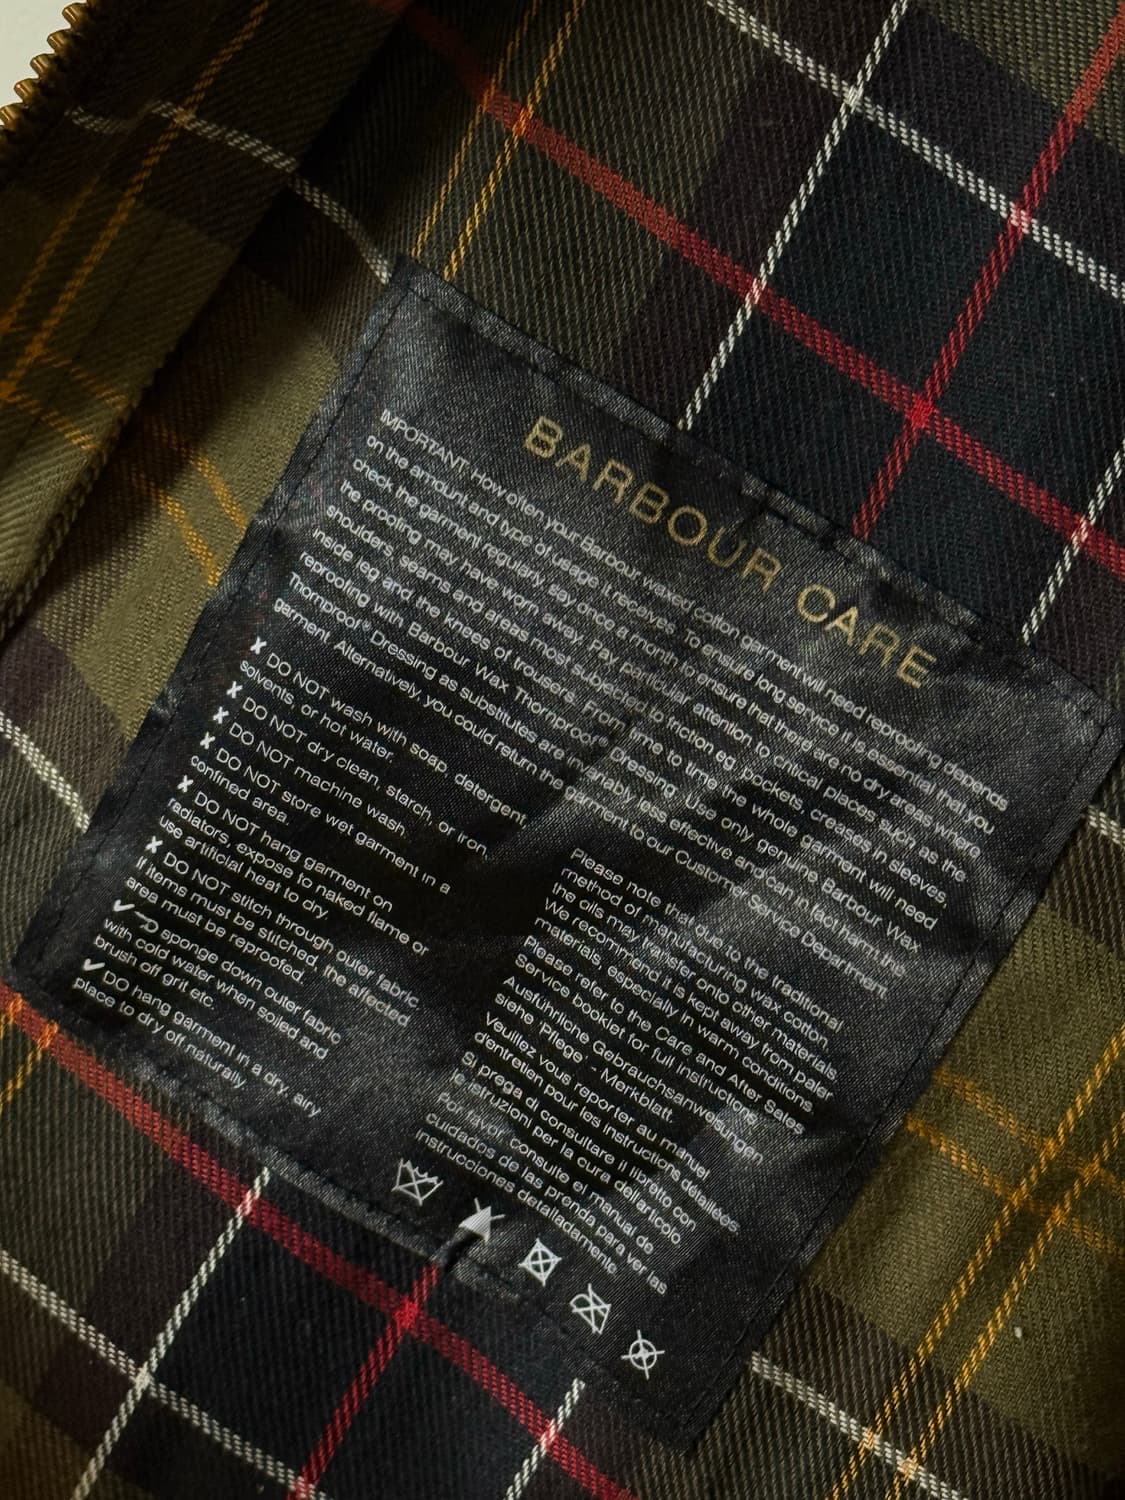 BARBOUR CARE
IMPORTANT: How often your Barbour waxed cotton garment will need reproofing depends
on the amount and type of usage it receives. To ensure long service it is essential that you
check the garment regularly, say once a month to ensure that there are no dry areas where
the proofing may have worn away. Pay particular attention to critical places such as the
shoulders, seams and areas most subjected to friction eg. pockets, creases in sleeves,
inside leg and the knees of trousers. From time to time the whole garment will need
reproofing with Barbour Wax Thornproof® Dressing. Use only genuine Barbour Wax
Thornproof® Dressing as substitutes are invariably less effective and can in fact harm the
garment. Alternatively, you could return the garment to our Customer Service Department.
✗ DO NOT wash with soap, detergent,
solvents, or hot water.
✗ DO NOT dry clean, starch, or iron.
✗ DO NOT machine wash.
✗ DO NOT store wet garment in a
confined area.
✗ DO NOT hang garment on
radiators, expose to naked flame or
use artificial heat to dry.
✗ DO NOT stitch through outer fabric.
If items must be stitched, the affected
area must be reproofed.
✓ sponge down outer fabric
with cold water when soiled and
brush off grit etc.
✓ DO hang garment in a dry, airy
place to dry off naturally
Please note that due to the traditional
method of manufacturing wax cotton,
the oils may transfer onto other materials.
We recommend it is kept away from paler
materials, especially in warm conditions.
Please refer to the Care and After Sales
Service booklet for full instructions.
Ausführliche Gebrauchsanweisungen
siehe 'Pflege' - Merkblatt.
Veuillez vous reporter au manuel
d'entretien pour les instructions détaillées.
Si prega di consultare il libretto con
le istruzioni per la cura dell'articolo.
Por favor, consulte el manual de
cuidados de las prenda para ver las
instrucciones detalladamente.